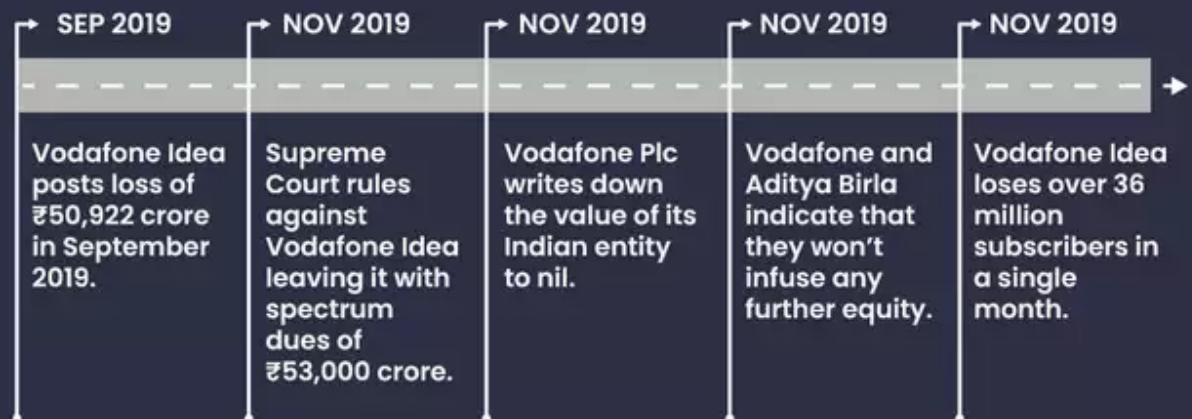 SEP 2019
Vodafone Idea
posts loss of
₹50,922 crore
in September
2019.
NOV 2019
Supreme
Court rules
against
Vodafone Idea
leaving it with
spectrum
dues of
₹53,000 crore.
NOV 2019
Vodafone Plc
writes down
the value of its
Indian entity
to nil.
NOV 2019
Vodafone and
Aditya Birla
indicate that
they won't
infuse any
further equity.
NOV 2019
Vodafone Idea
loses over 36
million
subscribers in
a single
month.